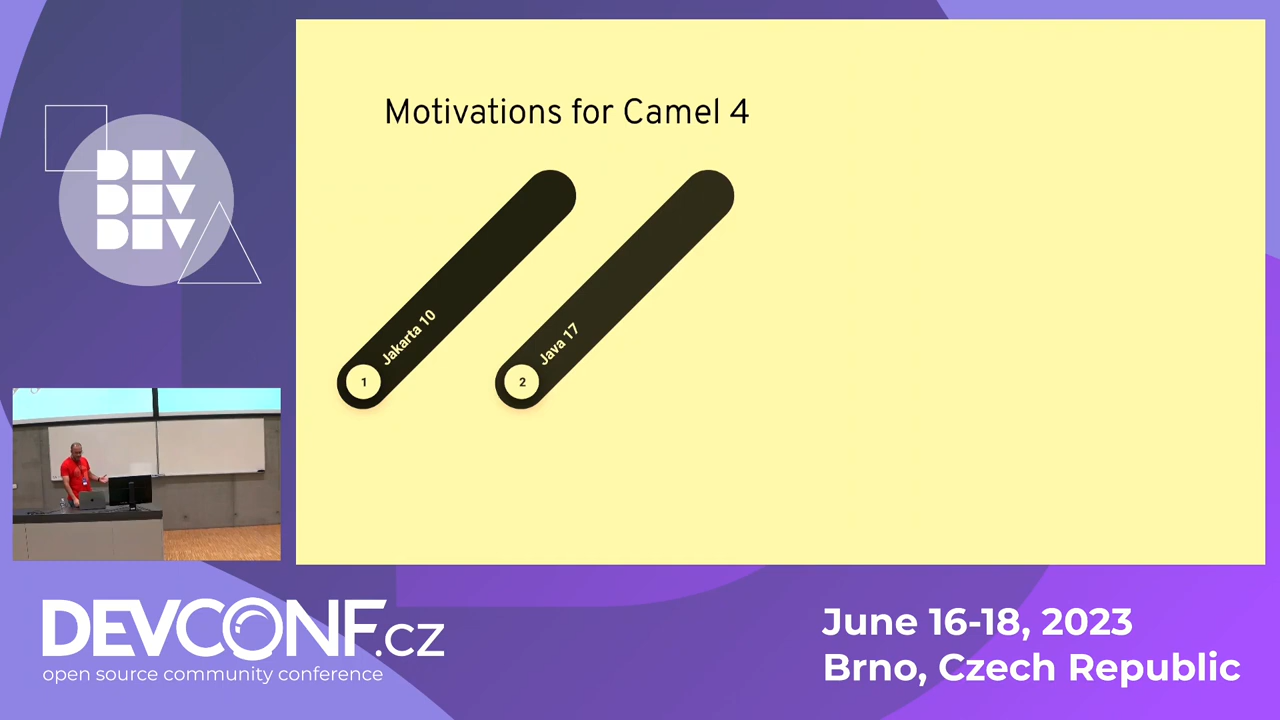 Motivations for Camel 4
Jakarta 10
1
Java 17
2
DEV
DEV
DEV
DEVCONF.cz
open source community conference
June 16-18, 2023
Brno, Czech Republic